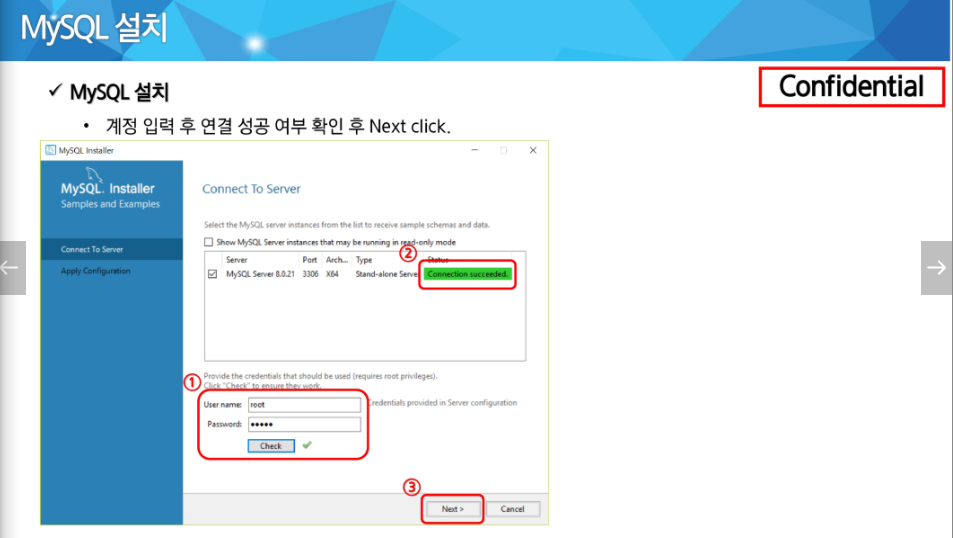 MySQL 설치
Confidential
✓ MySQL 설치
• 계정 입력 후 연결 성공 여부 확인 후 Next click.
MySQL Installer
MySQL. Installer
Samples and Examples
Connect To Server
Apply Configuration
Connect To Server
Select the MySQL server instances from the list to receive sample schemas and data.
Show MySQL Server instances that may be running in read-only mode
②
Server Port Arch... Type Status
MySQL Server 8.0.21 3306 X64 Stand-alone Serve Connection succeeded.
Provide the credentials that should be used (requires root privileges).
①
Click "Check" to ensure they work.
User name: root Credentials provided in Server configuration
Password: •••••
Check
③
Next > Cancel